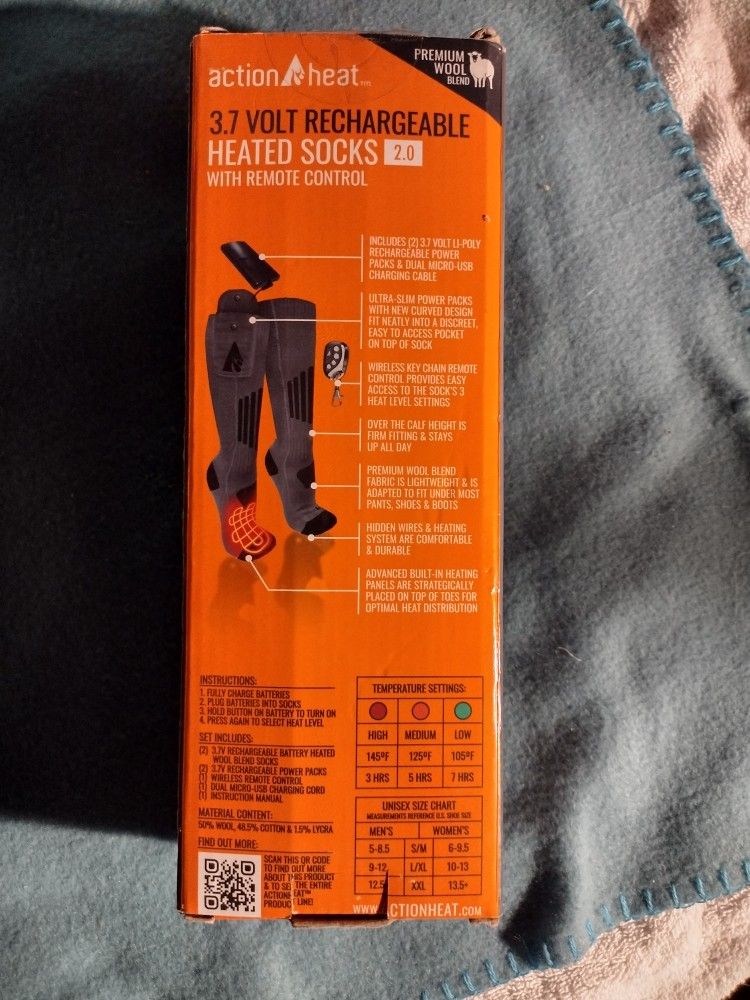 action heat
PREMIUM
WOOL
BLEND
3.7 VOLT RECHARGEABLE
HEATED SOCKS 2.0
WITH REMOTE CONTROL
INCLUDES (2) 3.7 VOLT LI-POLY
RECHARGEABLE POWER
PACKS & DUAL MICRO-USB
CHARGING CABLE
ULTRA-SLIM POWER PACKS
WITH NEW CURVED DESIGN
FIT NEATLY INTO A DISCREET,
EASY TO ACCESS POCKET
ON TOP OF SOCK
WIRELESS KEY CHAIN REMOTE
CONTROL PROVIDES EASY
ACCESS TO THE SOCK'S 3
HEAT LEVEL SETTINGS
OVER THE CALF HEIGHT IS
FIRM FITTING & STAYS
UP ALL DAY
PREMIUM WOOL BLEND
FABRIC IS LIGHTWEIGHT & IS
ADAPTED TO FIT UNDER MOST
PANTS, SHOES & BOOTS
HIDDEN WIRES & HEATING
SYSTEM ARE COMFORTABLE
& DURABLE
ADVANCED BUILT-IN HEATING
PANELS ARE STRATEGICALLY
PLACED ON TOP OF TOES FOR
OPTIMAL HEAT DISTRIBUTION
INSTRUCTIONS:
1. FULLY CHARGE BATTERIES
2. PLUG BATTERIES INTO SOCKS
3. HOLD BUTTON ON BATTERY TO TURN ON
4. PRESS AGAIN TO SELECT HEAT LEVEL
SET INCLUDES:
(2) 3.7V RECHARGEABLE BATTERY HEATED
WOOL BLEND SOCKS
(2) 3.7V RECHARGEABLE POWER PACKS
(1) WIRELESS REMOTE CONTROL
(1) DUAL MICRO-USB CHARGING CORD
(1) INSTRUCTION MANUAL
MATERIAL CONTENT:
50% WOOL, 48.5% COTTON & 1.5% LYCRA
FIND OUT MORE:
SCAN THIS QR CODE
TO FIND OUT MORE
ABOUT THIS PRODUCT
& TO SEE THE ENTIRE
ACTIONHEAT™
PRODUCT LINE!
TEMPERATURE SETTINGS:
HIGH MEDIUM LOW
145°F 125°F 105°F
3 HRS 5 HRS 7 HRS
UNISEX SIZE CHART
MEASUREMENTS REFERENCE U.S. SHOE SIZE
MEN'S WOMEN'S
5-8.5 S/M 6-9.5
9-12 L/XL 10-13
12.5 XXL 13.5+
WWW.ACTIONHEAT.COM